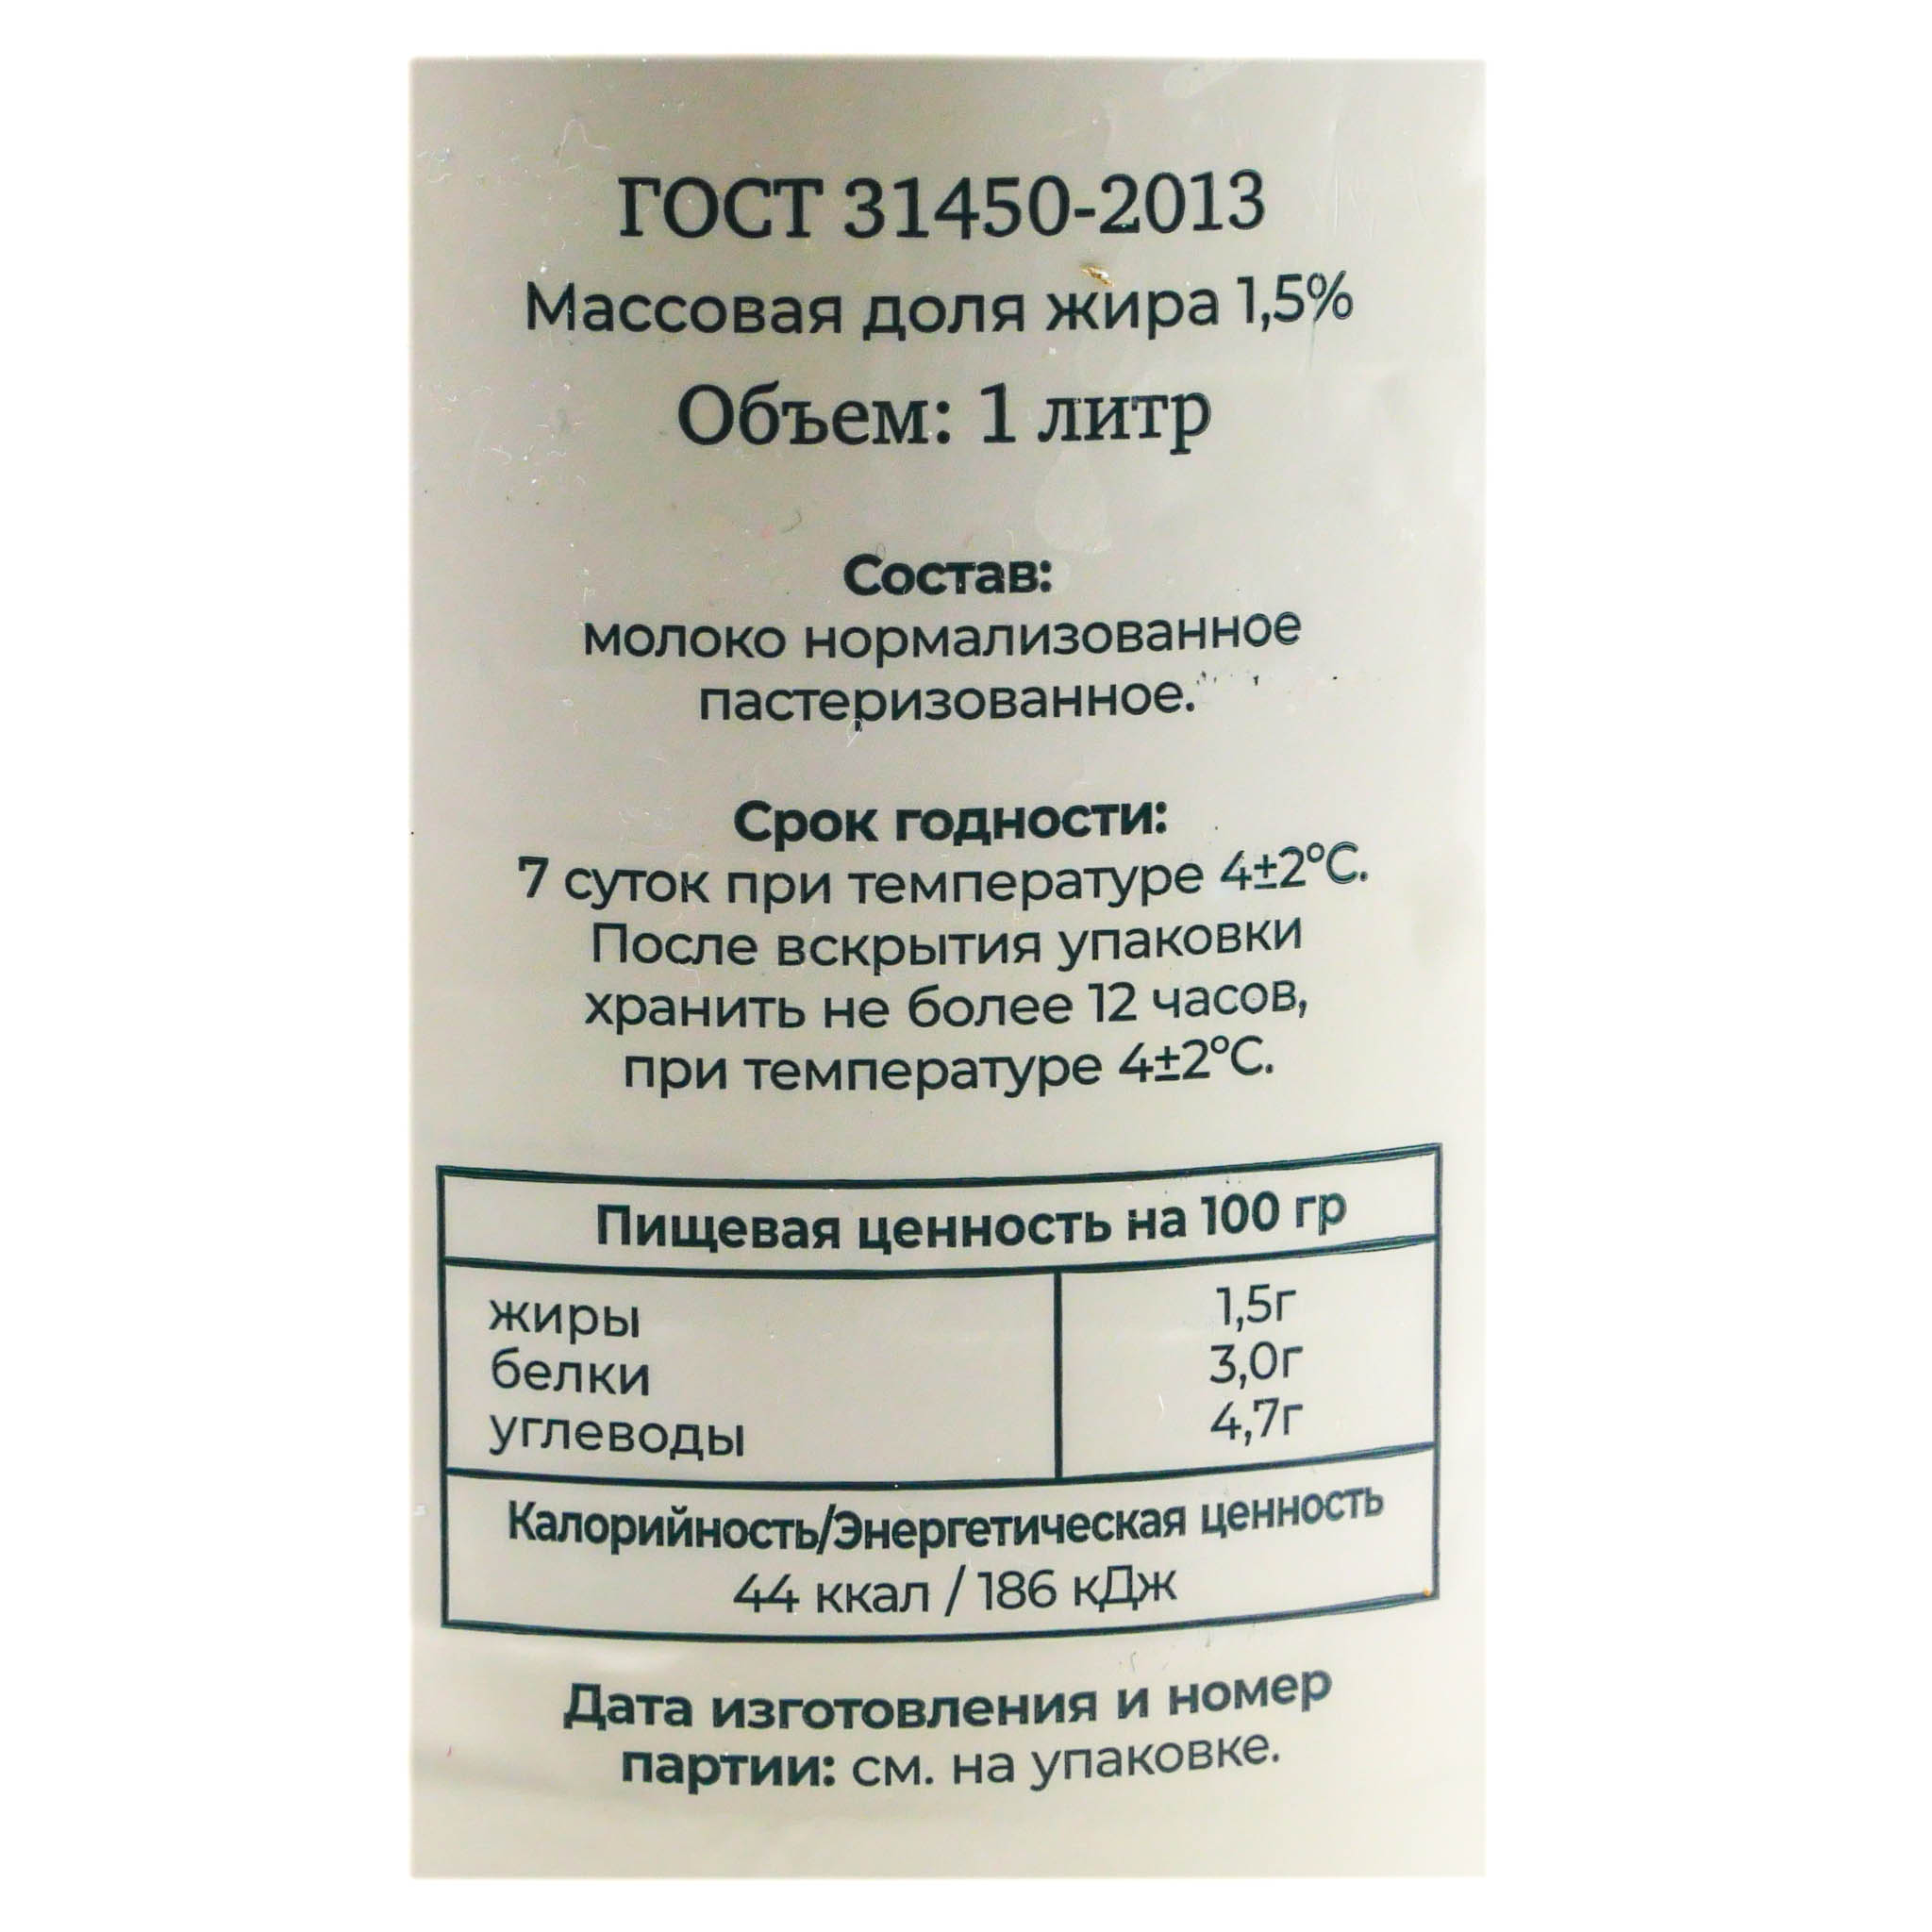 ГОСТ 31450-2013
Массовая доля жира 1,5%
Объем: 1 литр
Состав:
молоко нормализованное
пастеризованное.
Срок годности:
7 суток при температуре 4±2°С.
После вскрытия упаковки
хранить не более 12 часов,
при температуре 4±2°С.
Пищевая ценность на 100 гр
жиры 1,5г
белки 3,0г
углеводы 4,7г
Калорийность/Энергетическая ценность
44 ккал / 186 кДж
Дата изготовления и номер
партии: см. на упаковке.